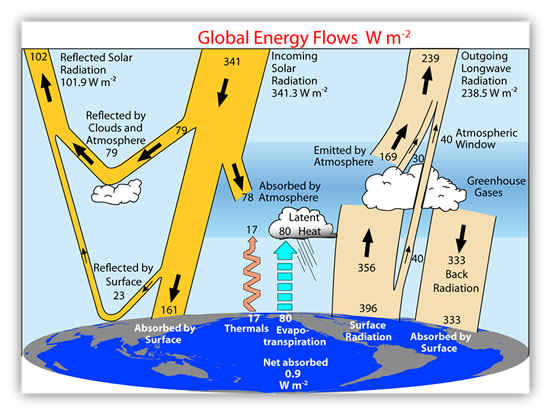 Global Energy Flows W m-2
102
Reflected Solar
Radiation
101.9 W m-2
341
Incoming
Solar
Radiation
341.3 W m-2
239
Outgoing
Longwave
Radiation
238.5 W m-2
Reflected by
Clouds and
Atmosphere
79
79
Emitted by
Atmosphere
169
30
40
Atmospheric
Window
78
Absorbed by
Atmosphere
Greenhouse
Gases
Latent
80 Heat
17
Reflected by
Surface
23
356
40
333
Back
Radiation
161
396
333
Absorbed by
Surface
17
Thermals
80
Evapo-
transpiration
Surface
Radiation
Absorbed by
Surface
Net absorbed
0.9
W m-2